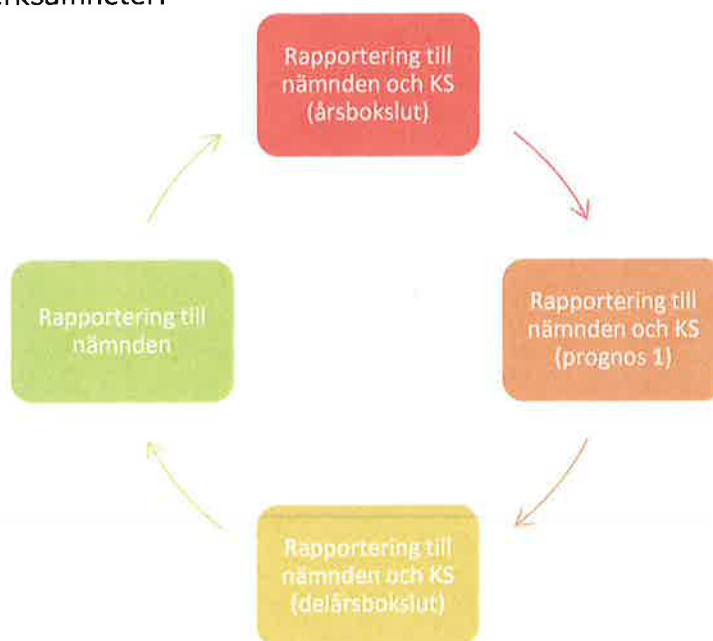 Rapportering till
nämnden och KS
(årsbokslut)
Rapportering till
nämnden och KS
(prognos 1)
Rapportering till
nämnden och KS
(delårsbokslut)
Rapportering till
nämnden